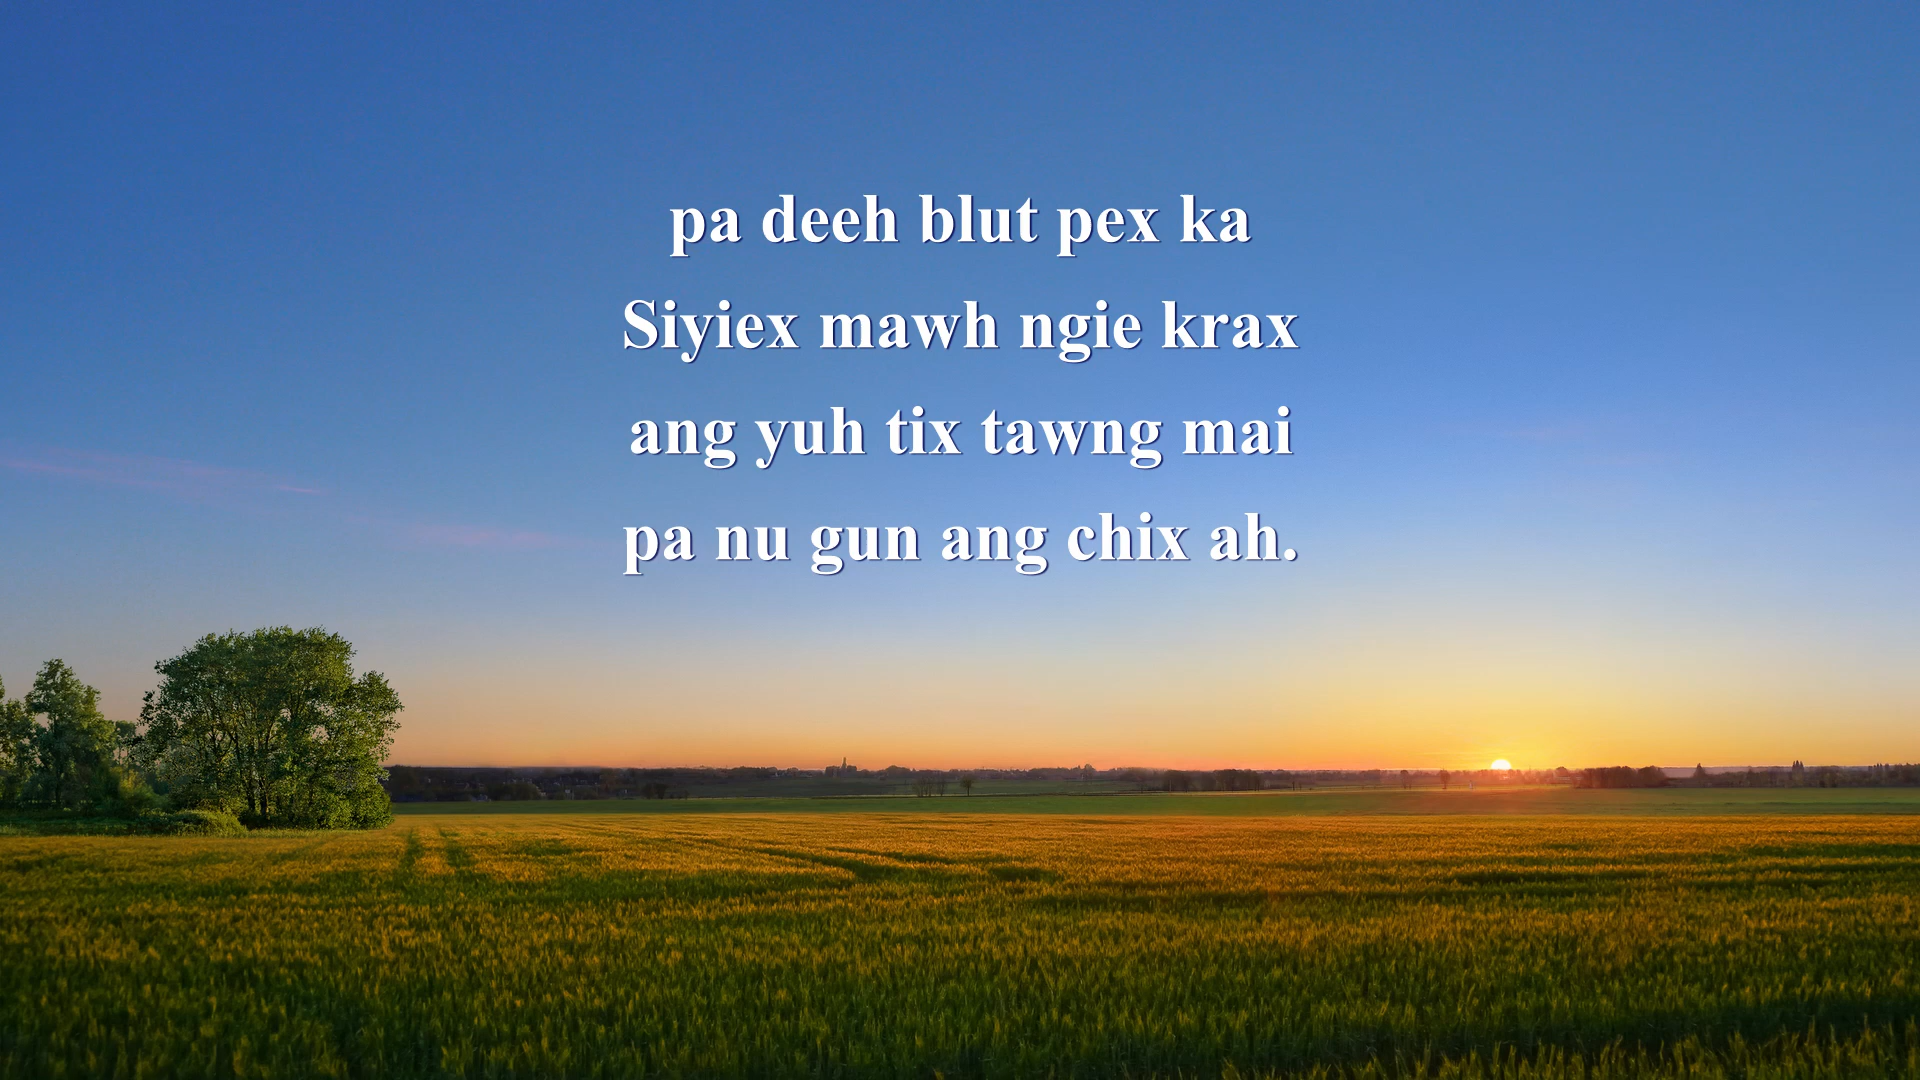 pa deeh blut pex ka
Siyiex mawh ngie krax
ang yuh tix tawng mai
pa nu gun ang chix ah.